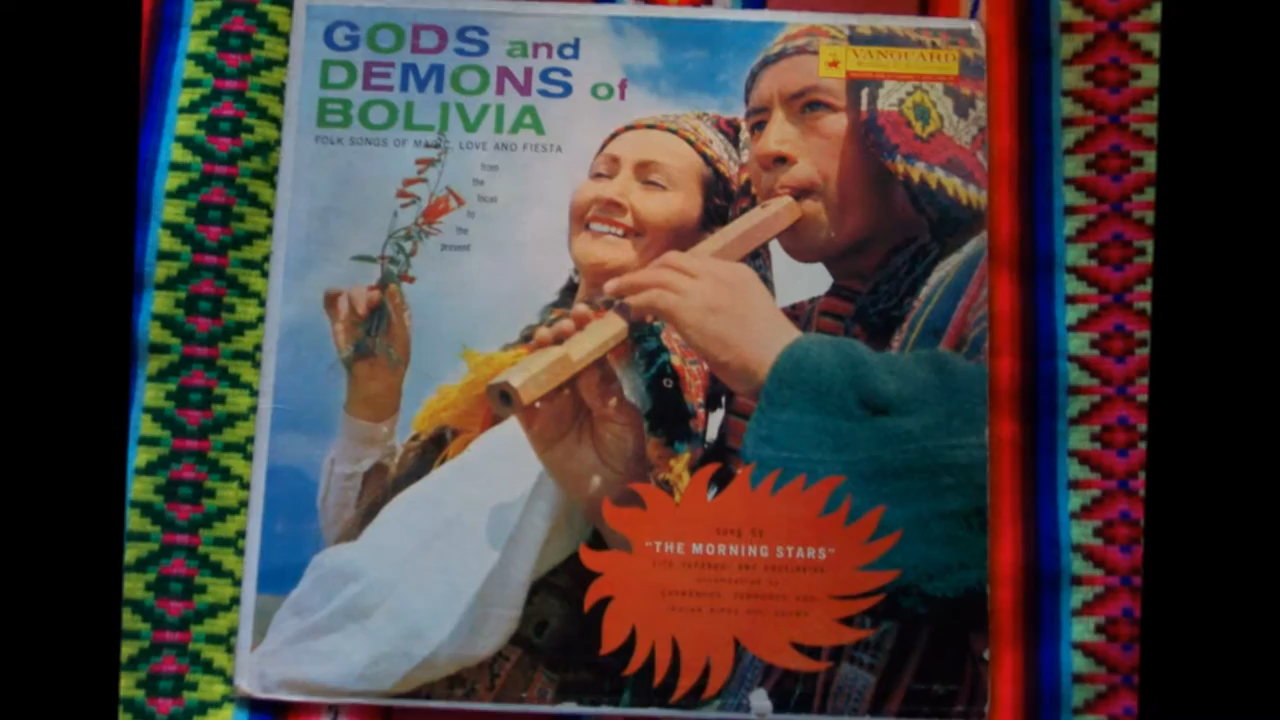 GODS and
DEMONS of
BOLIVIA
FOLK SONGS OF MAGIC, LOVE AND FIESTA
from
the
Incas
to
the
present
VANGUARD
Sung by
"THE MORNING STARS"